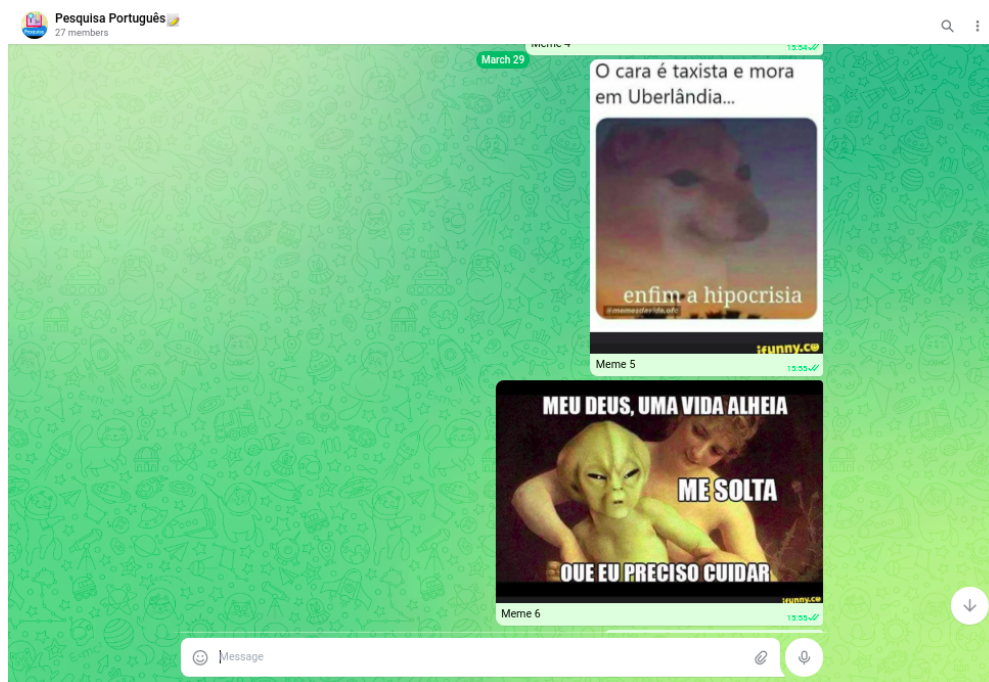 Pesquisa Português📝
27 members
Meme 4
15:54
March 29
O cara é taxista e mora
em Uberlândia...
enfim a hipocrisia
@memesdavida.ofc
ifunny.co
Meme 5
15:55
MEU DEUS, UMA VIDA ALHEIA
ME SOLTA
QUE EU PRECISO CUIDAR
ifunny.co
Meme 6
15:55
Message